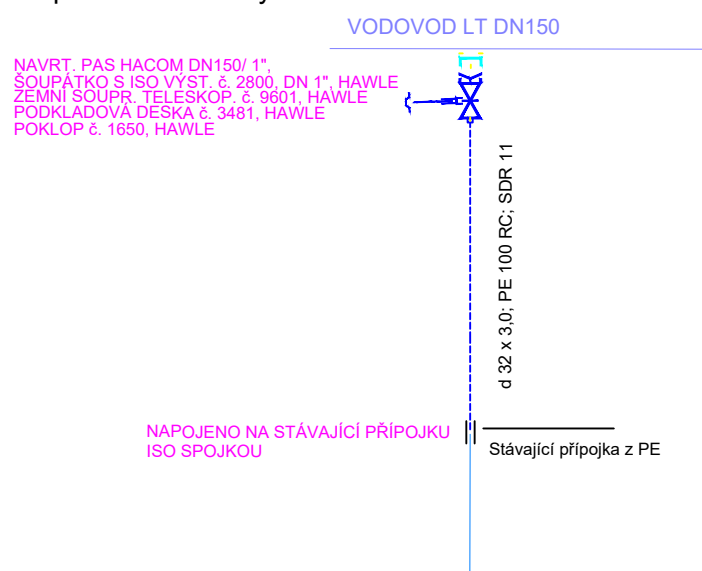 VODOVOD LT DN150
NAVRT. PAS HACOM DN150/ 1",
ŠOUPÁTKO S ISO VÝST. č. 2800, DN 1", HAWLE
ZEMNÍ SOUPR. TELESKOP. č. 9601, HAWLE
PODKLADOVÁ DESKA č. 3481, HAWLE
POKLOP č. 1650, HAWLE
d 32 x 3,0; PE 100 RC; SDR 11
NAPOJENO NA STÁVAJÍCÍ PŘÍPOJKU
ISO SPOJKOU
Stávající přípojka z PE